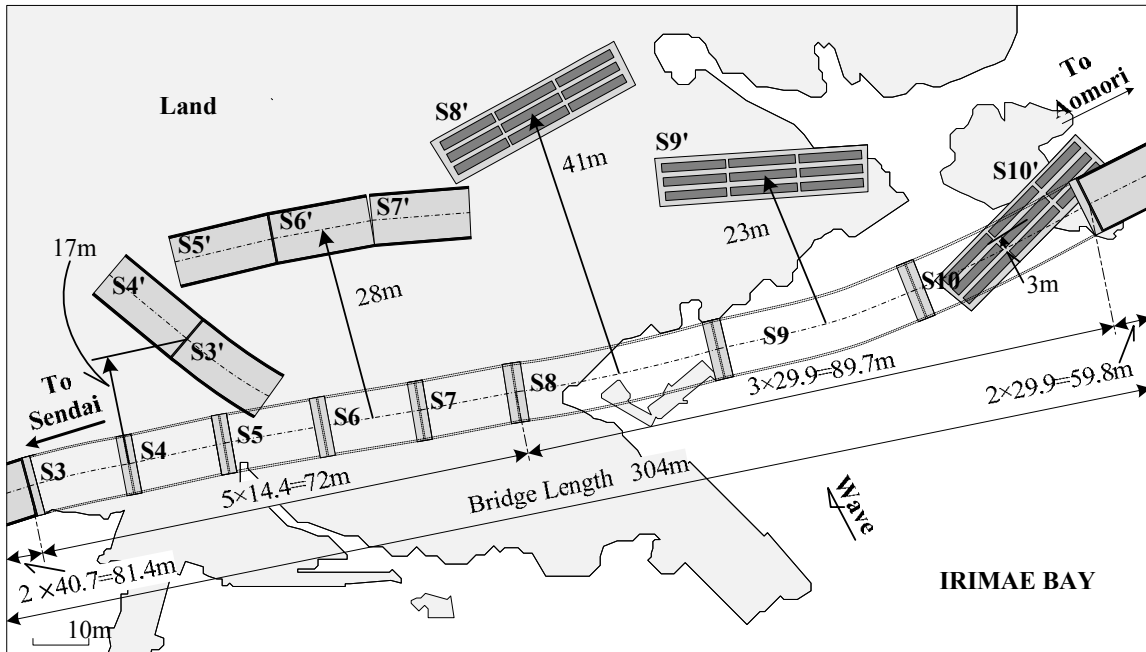 Land
S8'
41m
S9'
To
Aomori
S10'
S5'
S6'
S7'
17m
S4'
28m
23m
S3'
3m
To
Sendai
S10
S9
S8
S7
S6
S5
S4
S3
3×29.9=89.7m
2×29.9=59.8m
5×14.4=72m
Bridge Length 304m
Wave
2 ×40.7=81.4m
IRIMAE BAY
10m